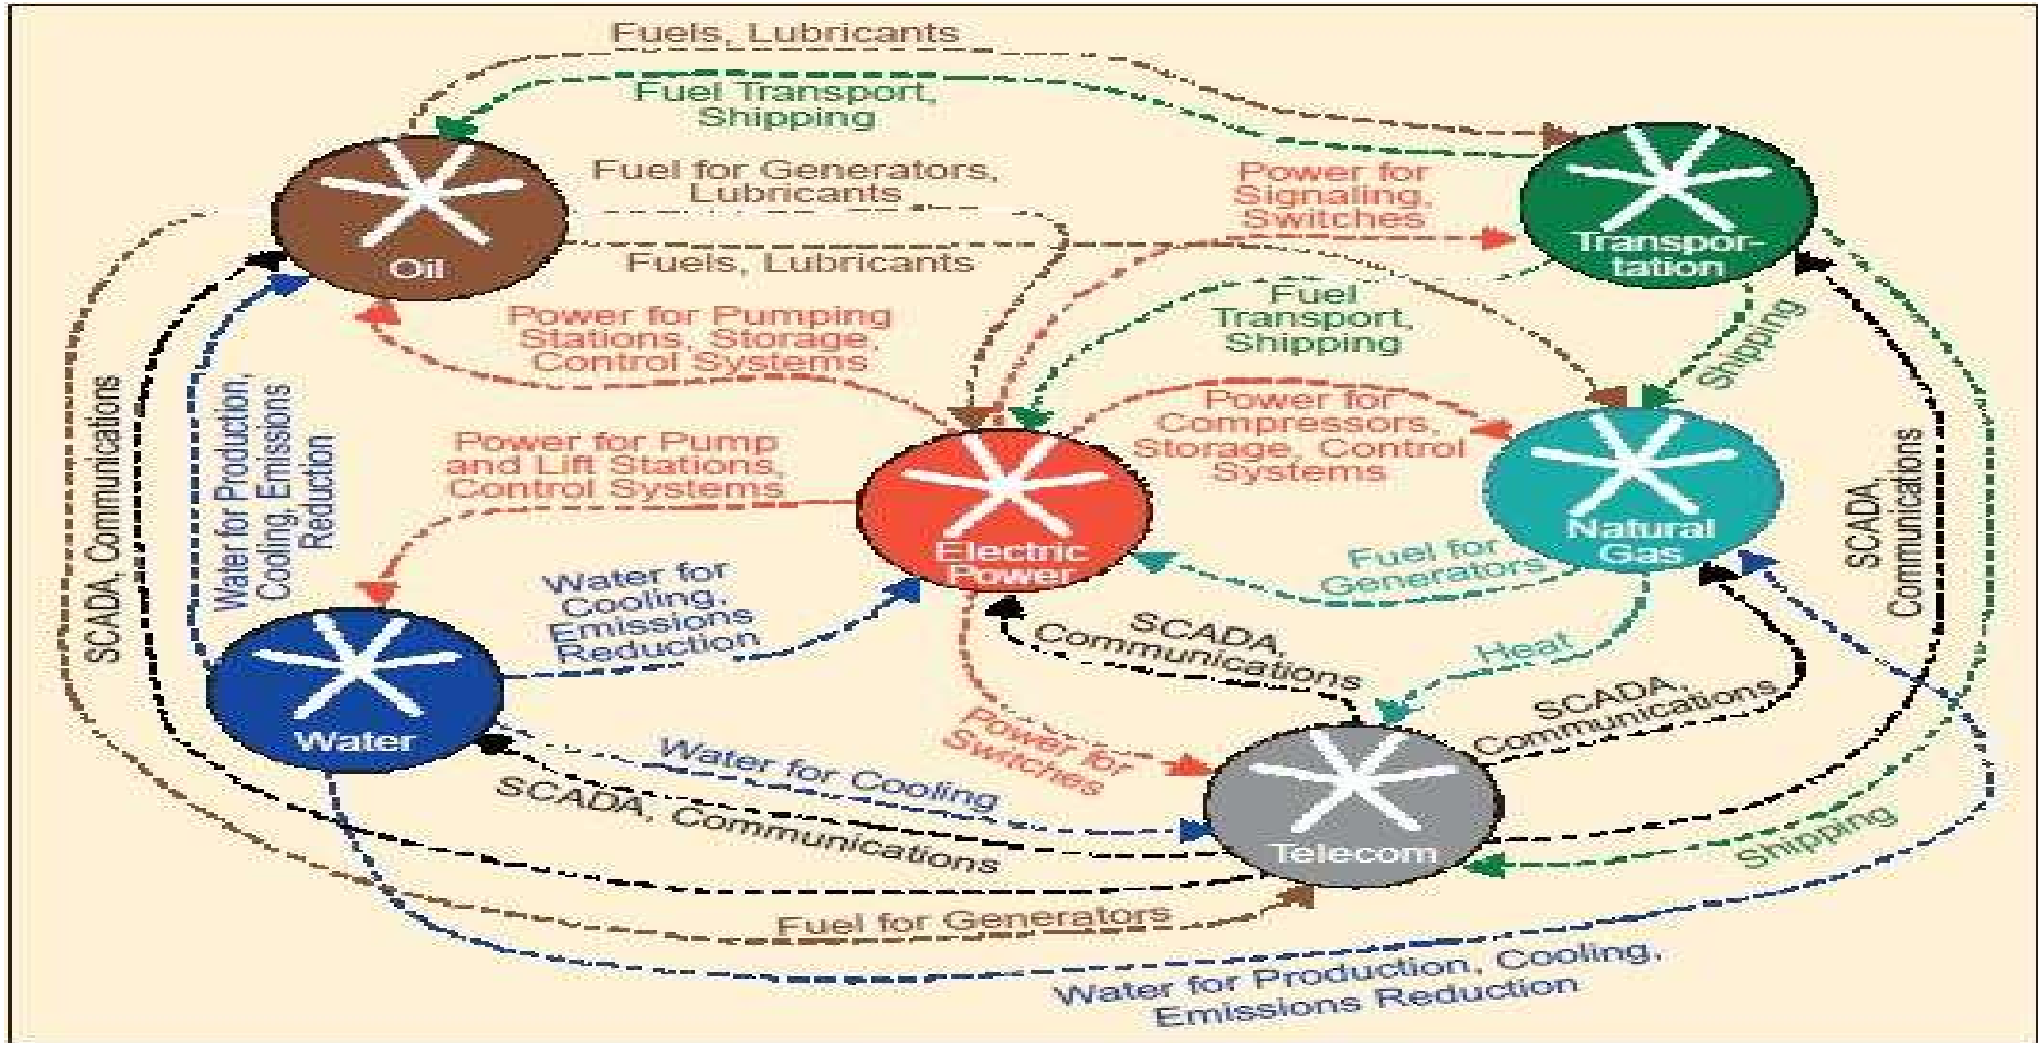 Fuels, Lubricants
Fuel Transport,
Shipping
Fuel for Generators,
Lubricants
Fuels, Lubricants
Oil
Power for
Signaling,
Switches
Transpor-
tation
Fuel
Transport,
Shipping
Shipping
Power for Pumping
Stations, Storage,
Control Systems
Power for
Compressors,
Storage, Control
Systems
SCADA, Communications
Water for Production,
Cooling, Emissions
Reduction
Power for Pump
and Lift Stations,
Control Systems
Electric
Power
Natural
Gas
SCADA,
Communications
Fuel for
Generators
Water for
Cooling,
Emissions
Reduction
SCADA,
Communications
Heat
SCADA,
Communications
Water
Power for
Switches
Water for Cooling
SCADA, Communications
Telecom
Shipping
Fuel for Generators
Water for Production, Cooling,
Emissions Reduction